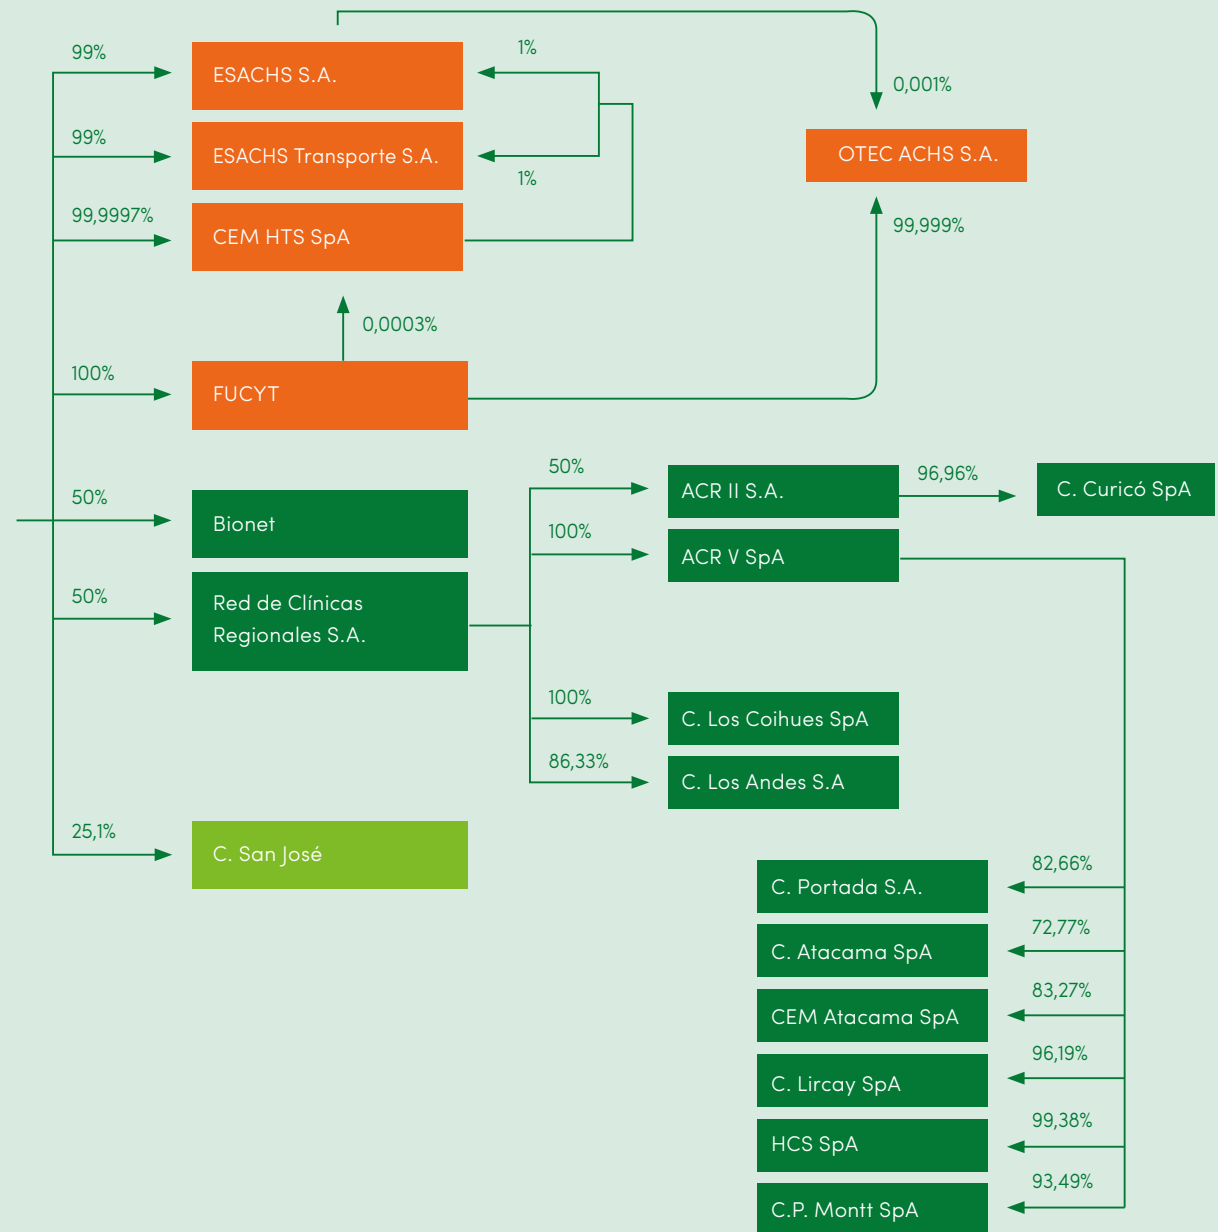 99%
ESACHS S.A.
1%
0,001%
99%
ESACHS Transporte S.A.
1%
OTEC ACHS S.A.
99,9997%
CEM HTS SpA
99,999%
0,0003%
100%
FUCYT
50%
Bionet
50%
Red de Clínicas
Regionales S.A.
50%
ACR II S.A.
96,96%
C. Curicó SpA
100%
ACR V SpA
100%
C. Los Coihues SpA
86,33%
C. Los Andes S.A
25,1%
C. San José
82,66%
C. Portada S.A.
72,77%
C. Atacama SpA
83,27%
CEM Atacama SpA
96,19%
C. Lircay SpA
99,38%
HCS SpA
93,49%
C.P. Montt SpA